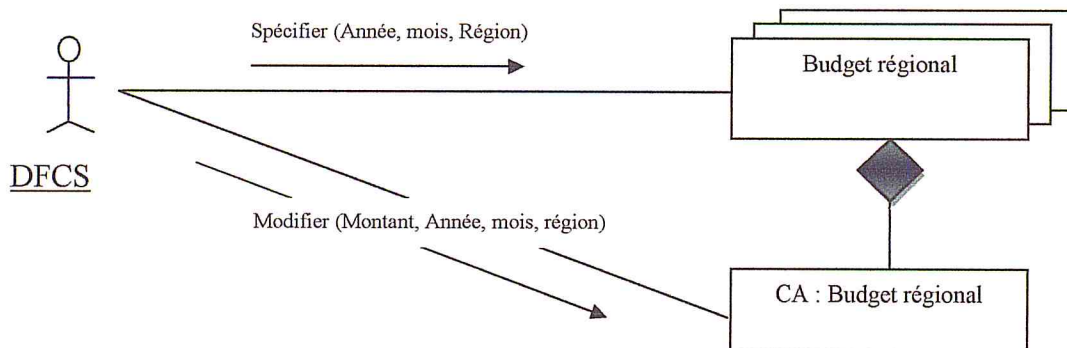 Spécifier (Année, mois, Région)
Budget régional
DFCS
Modifier (Montant, Année, mois, région)
CA : Budget régional